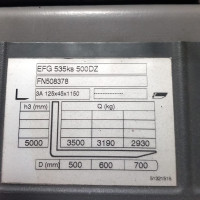 EFG 535ks 500DZ
FN508378
3A 125x45x1150
h3 (mm) Q (kg)
5000 3500 3190 2930
D (mm) 500 600 700